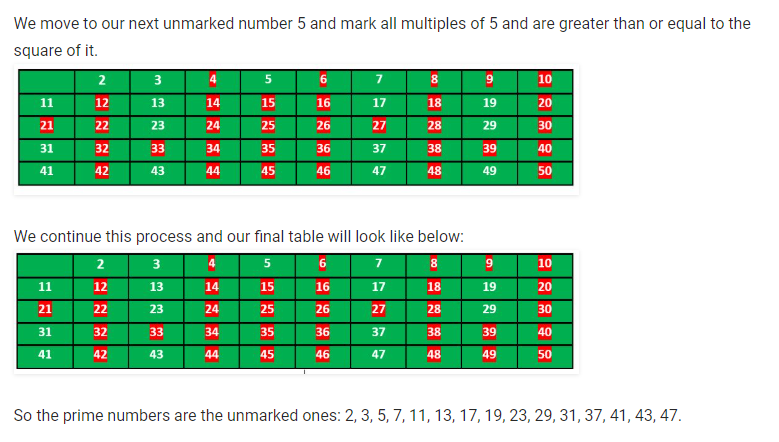 We move to our next unmarked number 5 and mark all multiples of 5 and are greater than or equal to the
square of it.
2 3 4 5 6 7 8 9 10
11 12 13 14 15 16 17 18 19 20
21 22 23 24 25 26 27 28 29 30
31 32 33 34 35 36 37 38 39 40
41 42 43 44 45 46 47 48 49 50
We continue this process and our final table will look like below:
2 3 4 5 6 7 8 9 10
11 12 13 14 15 16 17 18 19 20
21 22 23 24 25 26 27 28 29 30
31 32 33 34 35 36 37 38 39 40
41 42 43 44 45 46 47 48 49 50
So the prime numbers are the unmarked ones: 2, 3, 5, 7, 11, 13, 17, 19, 23, 29, 31, 37, 41, 43, 47.